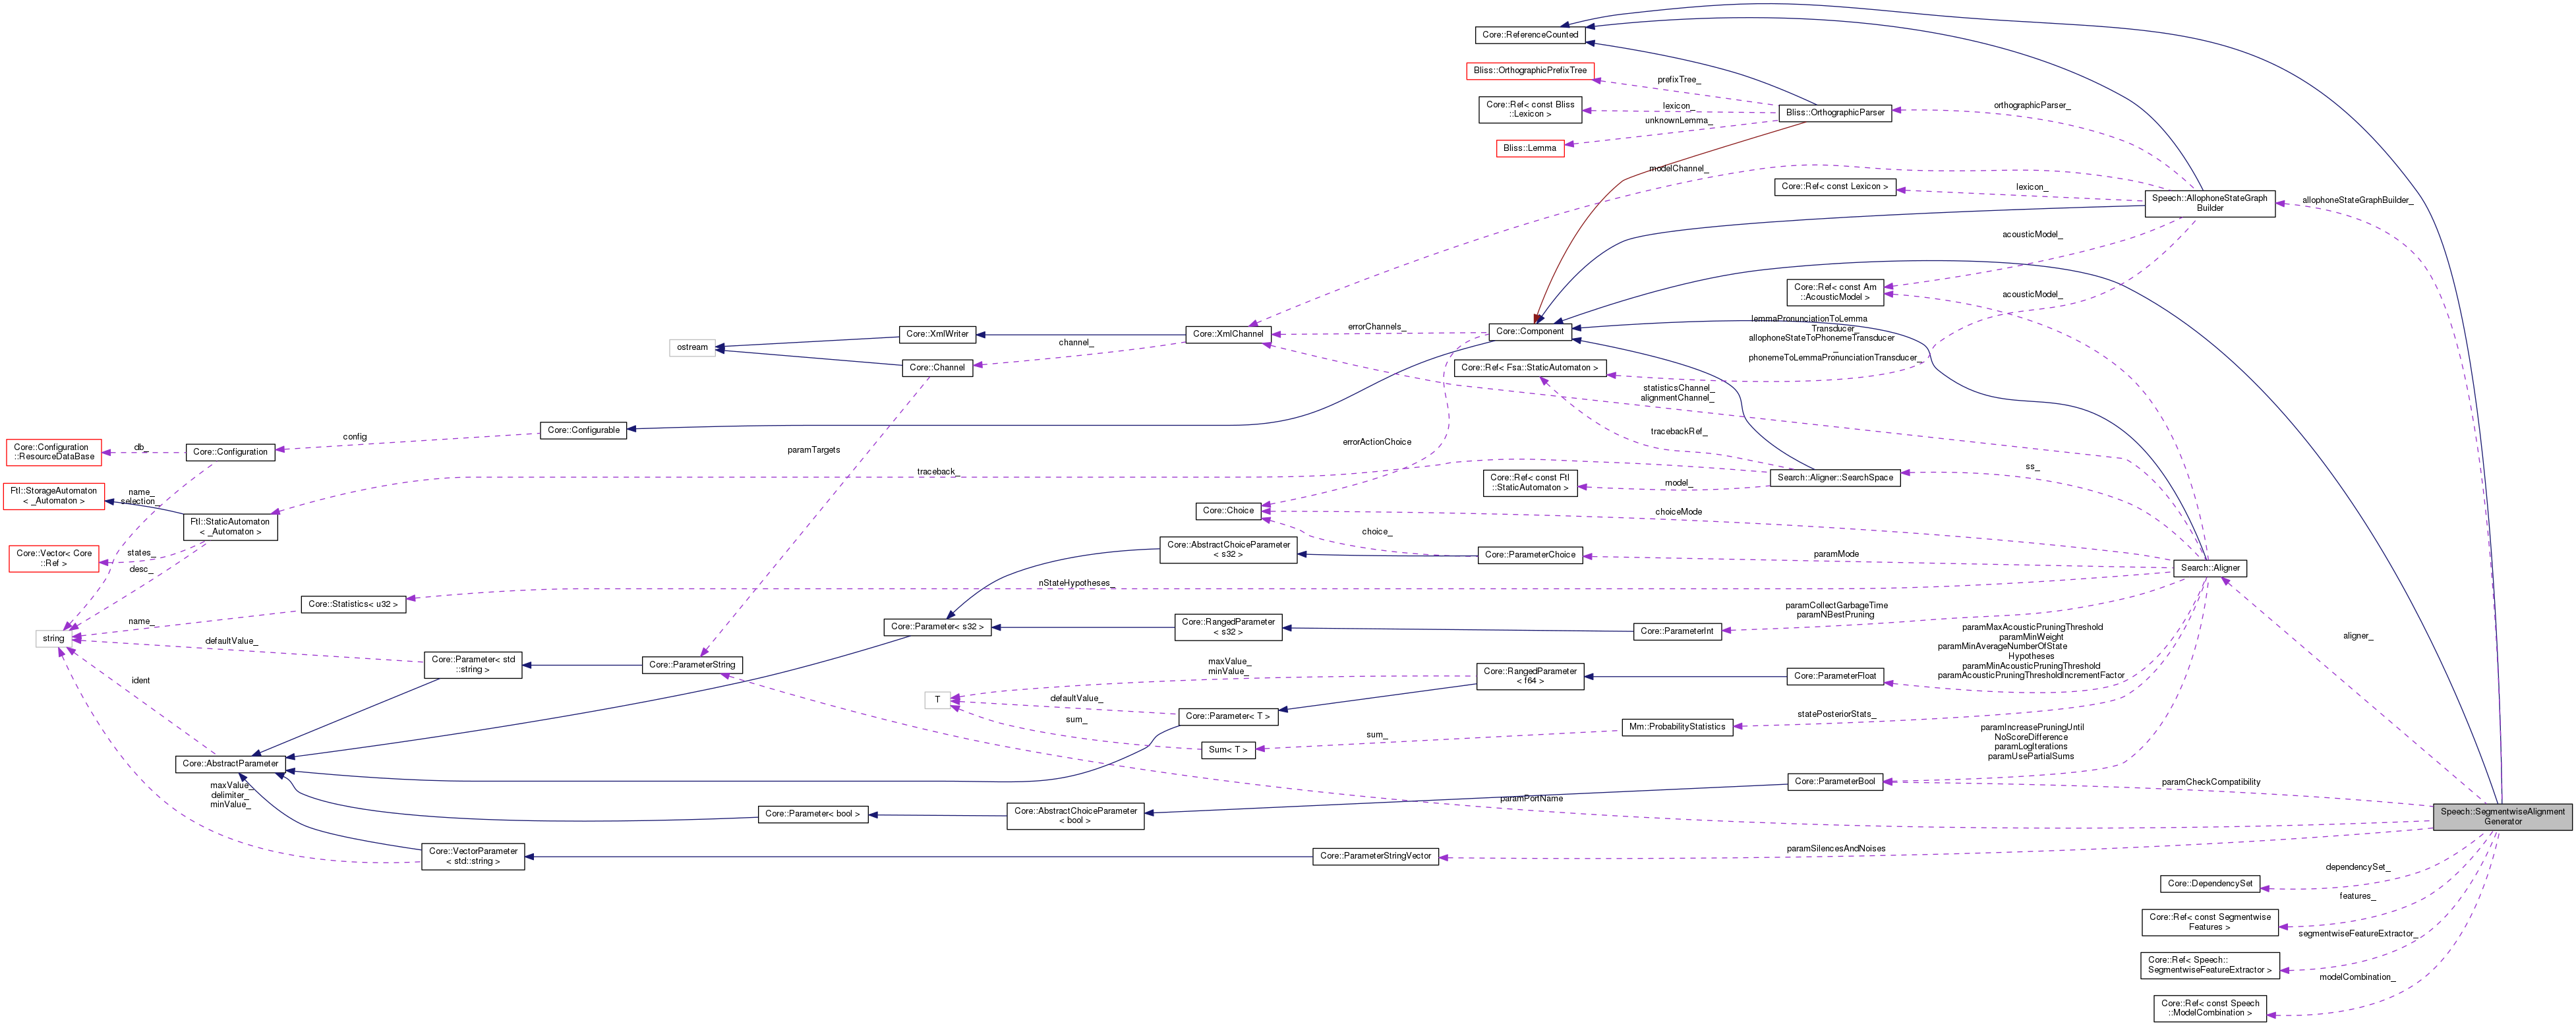 Core::ReferenceCounted
Bliss::OrthographicPrefixTree
prefixTree_
Core::Ref< const Bliss
::Lexicon >
lexicon_
unknownLemma_
Bliss::OrthographicParser
orthographicParser_
Bliss::Lemma
modelChannel_
Core::Ref< const Lexicon >
lexicon_
Speech::AllophoneStateGraph
Builder
allophoneStateGraphBuilder_
acousticModel_
Core::Ref< const Am
::AcousticModel >
acousticModel_
ostream
Core::XmlWriter
Core::Channel
channel_
Core::XmlChannel
errorChannels_
Core::Component
lemmaPronunciationToLemma
Transducer_
allophoneStateToPhonemeTransducer
_
phonemeToLemmaPronunciationTransducer_
Core::Ref< Fsa::StaticAutomaton >
statisticsChannel_
alignmentChannel_
Core::Configuration
::ResourceDataBase
db_
Core::Configuration
config
Core::Configurable
paramTargets
errorActionChoice
tracebackRef_
Ftl::StorageAutomaton
< _Automaton >
name_
selection_
traceback_
Core::Ref< const Ftl
::StaticAutomaton >
model_
Search::Aligner::SearchSpace
ss_
Ftl::StaticAutomaton
< _Automaton >
Core::Choice
choiceMode
Core::Vector< Core
::Ref >
states_
desc_
choice_
Core::AbstractChoiceParameter
< s32 >
Core::ParameterChoice
paramMode
Search::Aligner
nStateHypotheses_
Core::Statistics< u32 >
name_
string
defaultValue_
Core::Parameter< s32 >
Core::RangedParameter
< s32 >
Core::ParameterInt
paramCollectGarbageTime
paramNBestPruning
aligner_
Core::Parameter< std
::string >
Core::ParameterString
ident
maxValue_
minValue_
Core::RangedParameter
< f64 >
Core::ParameterFloat
paramMaxAcousticPruningThreshold
paramMinWeight
paramMinAverageNumberOfState
Hypotheses
paramMinAcousticPruningThreshold
paramAcousticPruningThresholdIncrementFactor
T
defaultValue_
Core::Parameter< T >
sum_
Sum< T >
sum_
Mm::ProbabilityStatistics
statePosteriorStats_
paramIncreasePruningUntil
NoScoreDifference
paramLogIterations
paramUsePartialSums
Core::AbstractParameter
maxValue_
delimiter_
minValue_
Core::ParameterBool
paramCheckCompatibility
paramPortName
Core::Parameter< bool >
Core::AbstractChoiceParameter
< bool >
Speech::SegmentwiseAlignment
Generator
Core::VectorParameter
< std::string >
Core::ParameterStringVector
paramSilencesAndNoises
Core::DependencySet
dependencySet_
Core::Ref< const Segmentwise
Features >
features_
Core::Ref< Speech::
SegmentwiseFeatureExtractor >
segmentwiseFeatureExtractor_
Core::Ref< const Speech
::ModelCombination >
modelCombination_